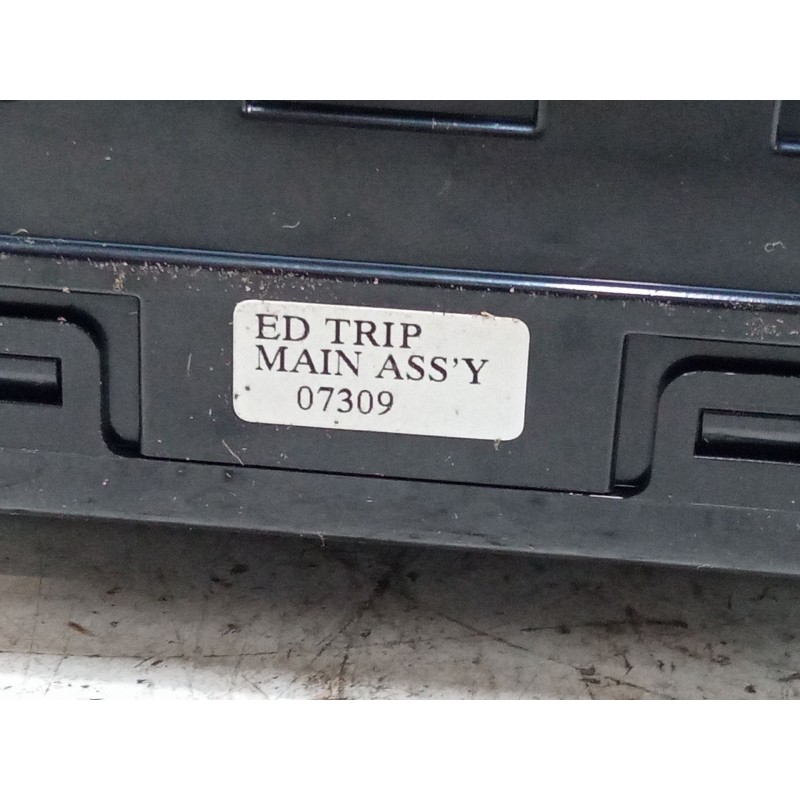 ED TRIP
MAIN ASS'Y
07309